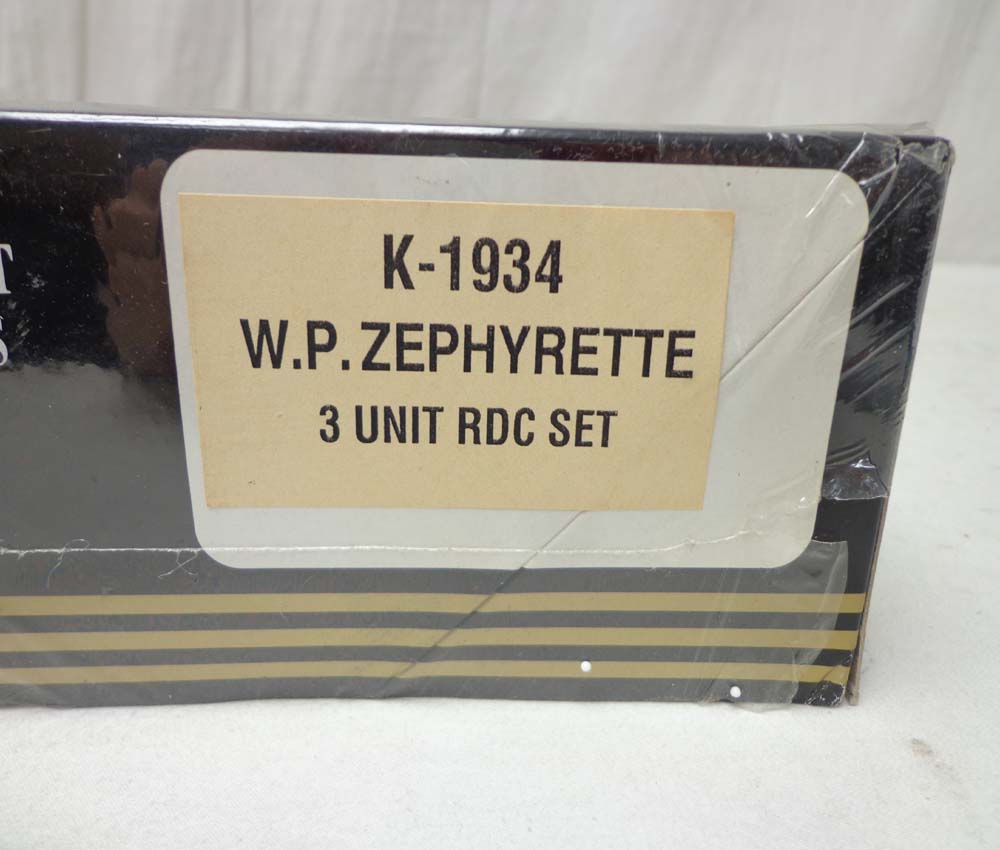 K-1934
W.P. ZEPHYRETTE
3 UNIT RDC SET